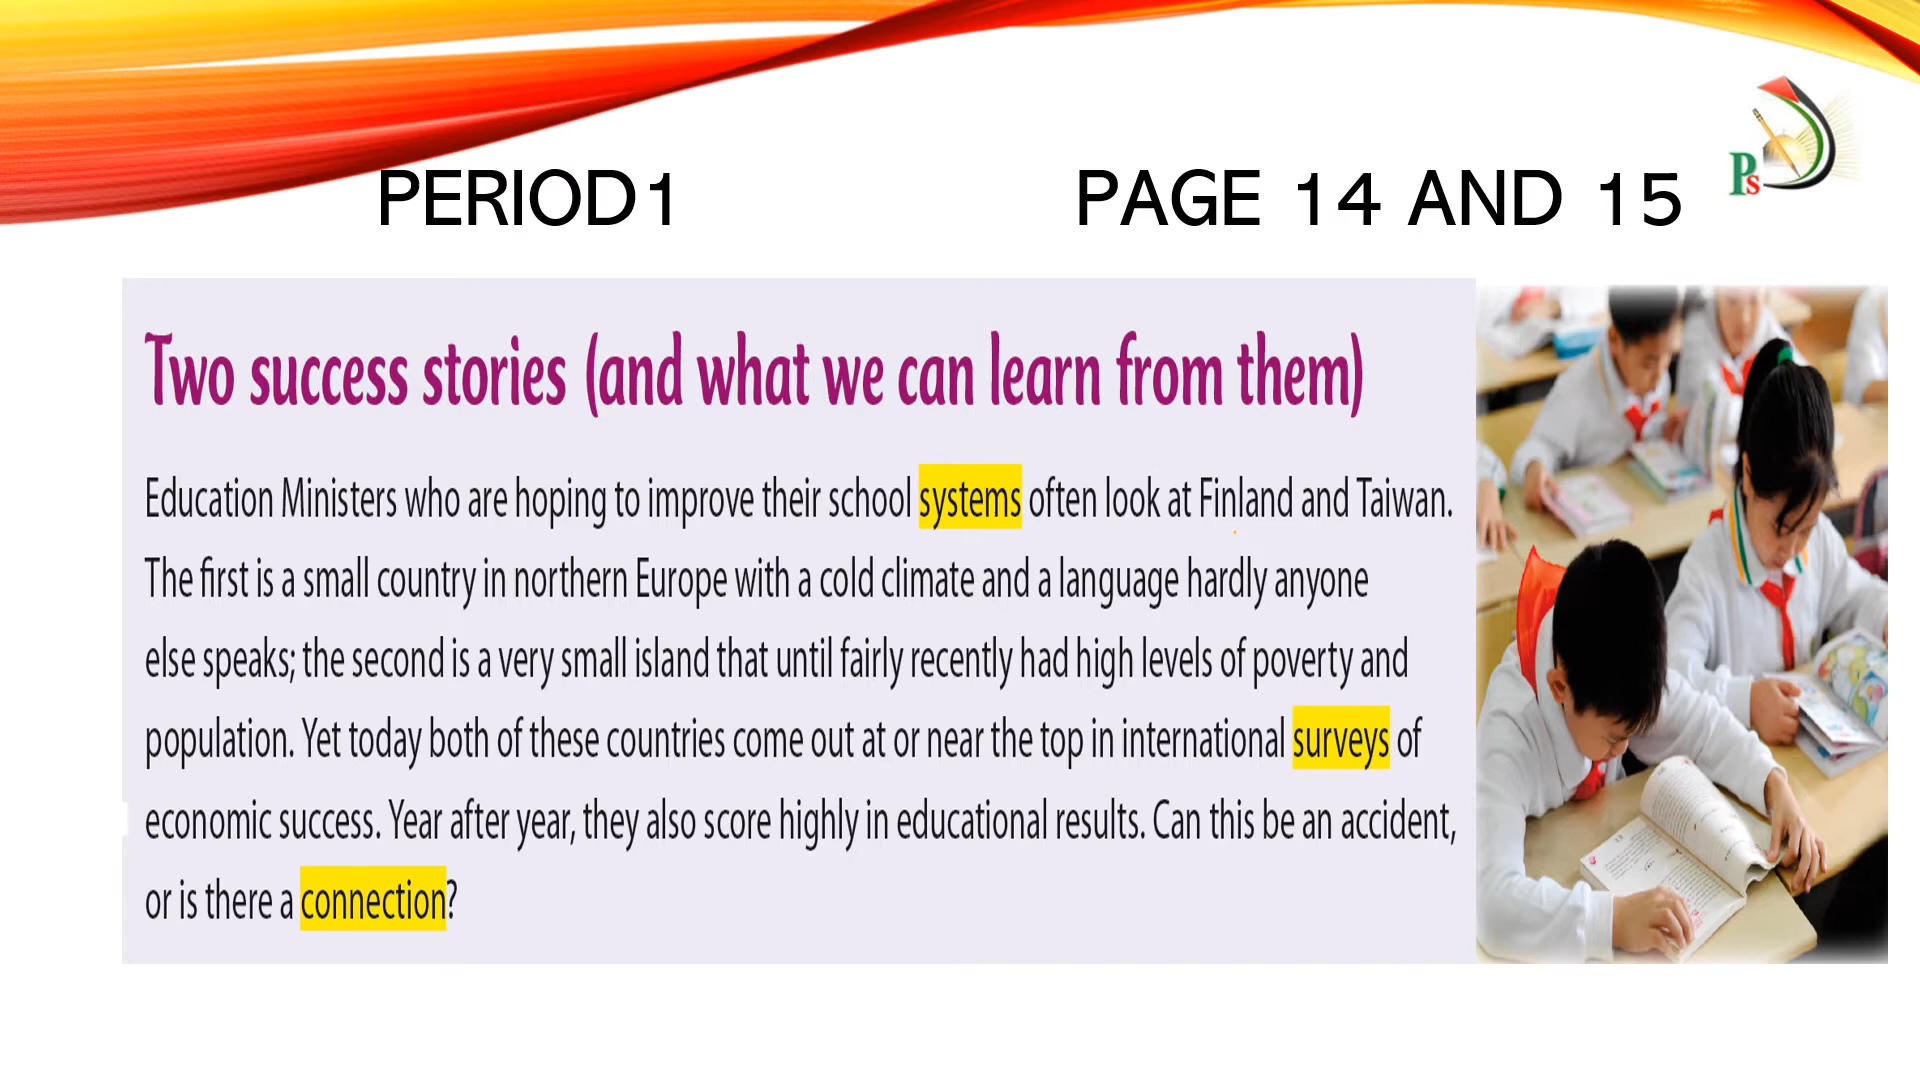 PERIOD1 PAGE 14 AND 15
Ps
Two success stories (and what we can learn from them)
Education Ministers who are hoping to improve their school systems often look at Finland and Taiwan.
The first is a small country in northern Europe with a cold climate and a language hardly anyone
else speaks; the second is a very small island that until fairly recently had high levels of poverty and
population. Yet today both of these countries come out at or near the top in international surveys of
economic success. Year after year, they also score highly in educational results. Can this be an accident,
or is there a connection?